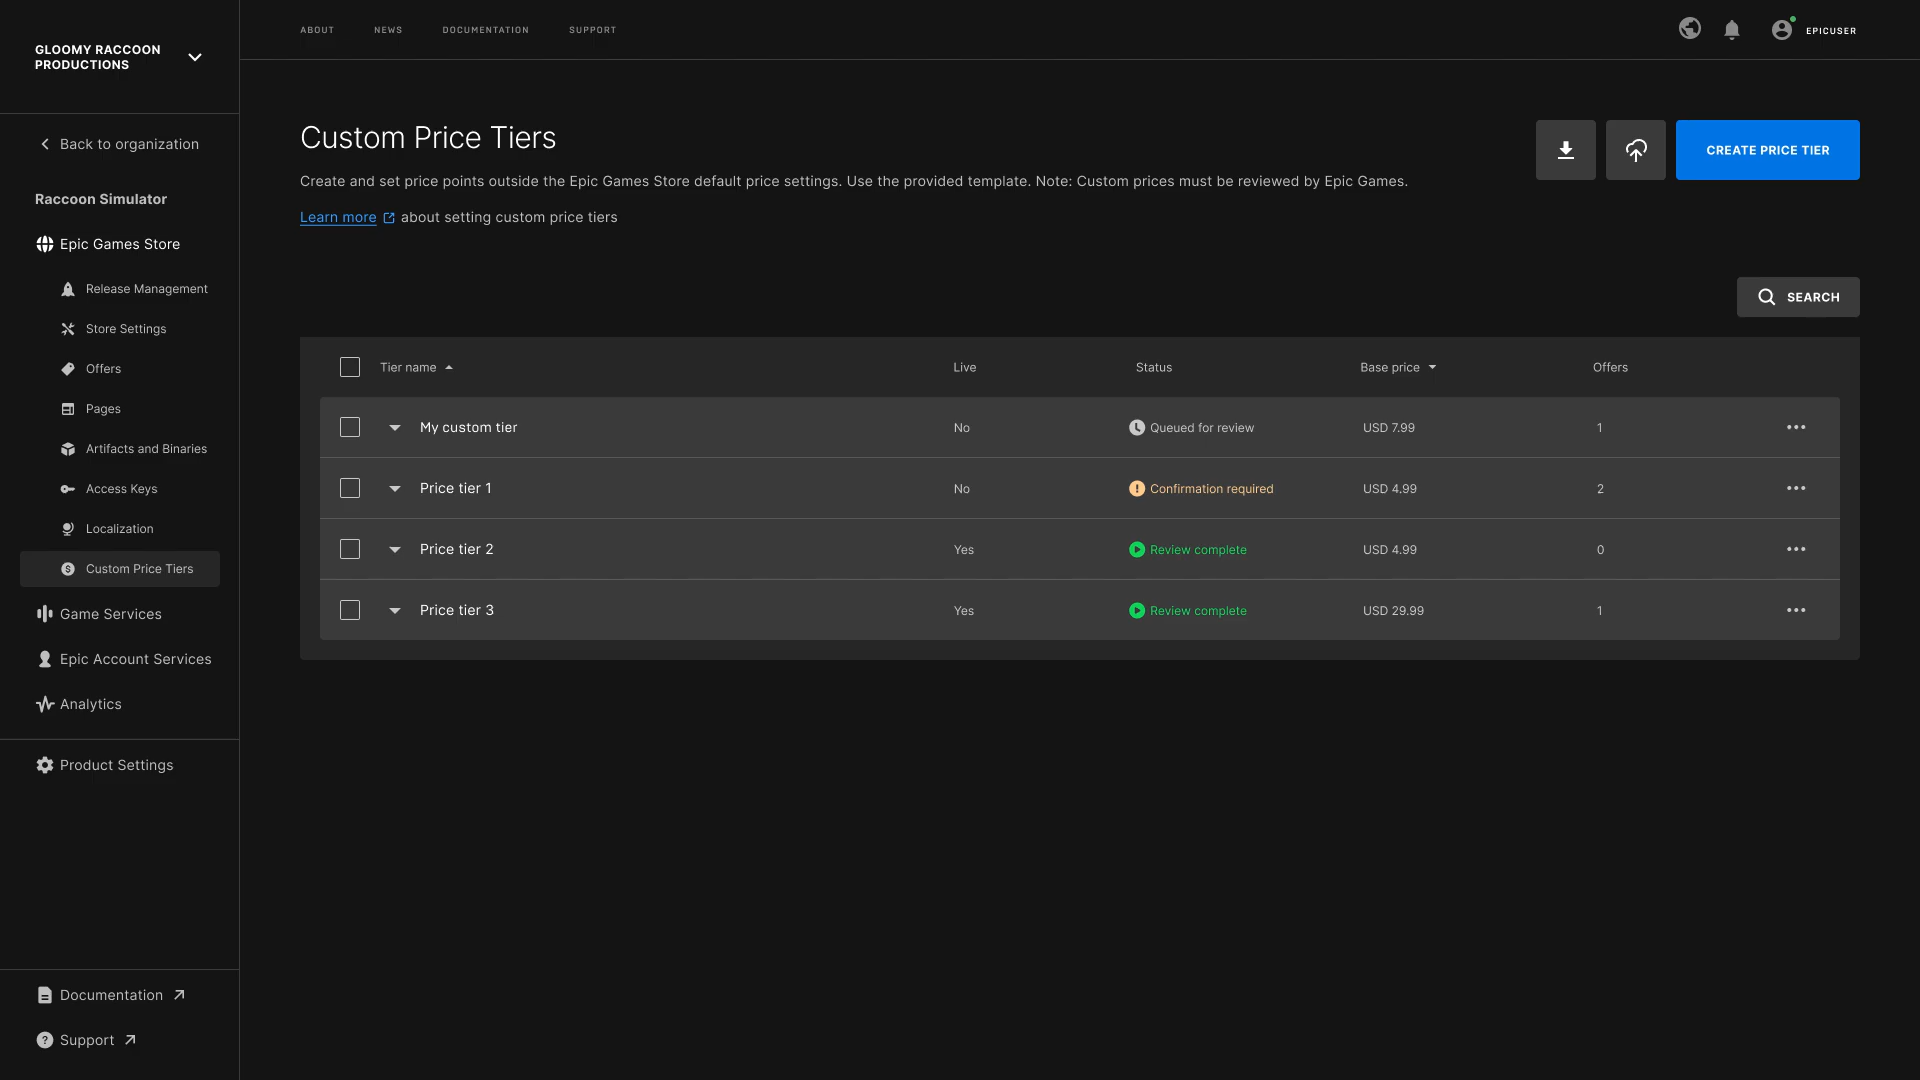 GLOOMY RACCOON
PRODUCTIONS
ABOUT
NEWS
DOCUMENTATION
SUPPORT
EPICUSER
Back to organization
Raccoon Simulator
Epic Games Store
Release Management
Store Settings
Offers
Pages
Artifacts and Binaries
Access Keys
Localization
Custom Price Tiers
Game Services
Epic Account Services
Analytics
Product Settings
Documentation
Support
Custom Price Tiers
Create and set price points outside the Epic Games Store default price settings. Use the provided template. Note: Custom prices must be reviewed by Epic Games.
Learn more about setting custom price tiers
CREATE PRICE TIER
SEARCH
Tier name Live Status Base price Offers
My custom tier No Queued for review USD 7.99 1
Price tier 1 No Confirmation required USD 4.99 2
Price tier 2 Yes Review complete USD 4.99 0
Price tier 3 Yes Review complete USD 29.99 1